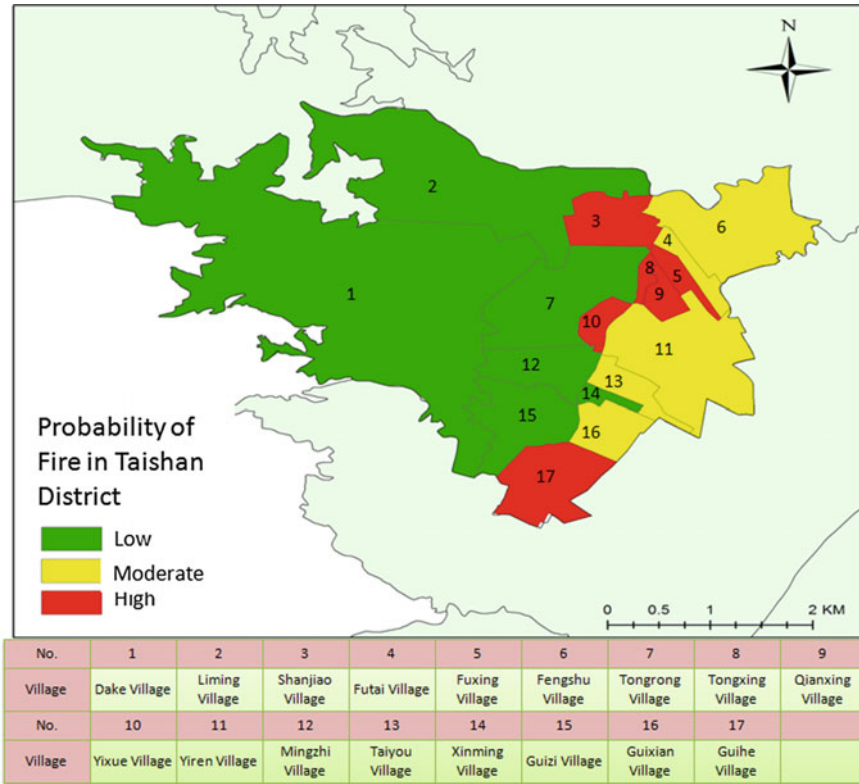 N
2
3
6
4
8
5
1
7
9
10
11
12
13
14
15
16
17
Probability of
Fire in Taishan
District
Low
Moderate
High
0 0.5 1 2 KM
No. 1 2 3 4 5 6 7 8 9
Village Dake Village Liming Village Shanjiao Village Futai Village Fuxing Village Fengshu Village Tongrong Village Tongxing Village Qianxing Village
No. 10 11 12 13 14 15 16 17
Village Yixue Village Yiren Village Mingzhi Village Taiyou Village Xinming Village Guizi Village Guixian Village Guihe Village